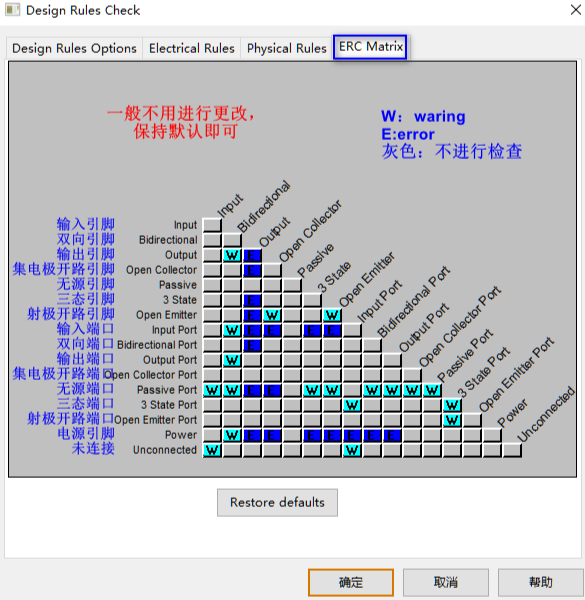 Design Rules Check
Design Rules Options
Electrical Rules
Physical Rules
ERC Matrix
一般不用进行更改，
保持默认即可
W：waring
E:error
灰色：不进行检查
Input
Bidirectional
Output
Open Collector
Passive
3 State
Open Emitter
Input Port
Bidirectional Port
Output Port
Open Collector Port
Passive Port
3 State Port
Open Emitter Port
Power
Unconnected
输入引脚 Input
双向引脚 Bidirectional
输出引脚 Output W E
集电极开路引脚 Open Collector E
无源引脚 Passive
三态引脚 3 State E
射极开路引脚 Open Emitter E W W
输入端口 Input Port W E E E E
双向端口 Bidirectional Port E
输出端口 Output Port W
集电极开路端口 Open Collector Port
无源端口 Passive Port W W E E W W W W W W
三态端口 3 State Port W W
射极开路端口 Open Emitter Port W
电源引脚 Power W E E E E E E E
未连接 Unconnected W W
Restore defaults
确定
取消
帮助